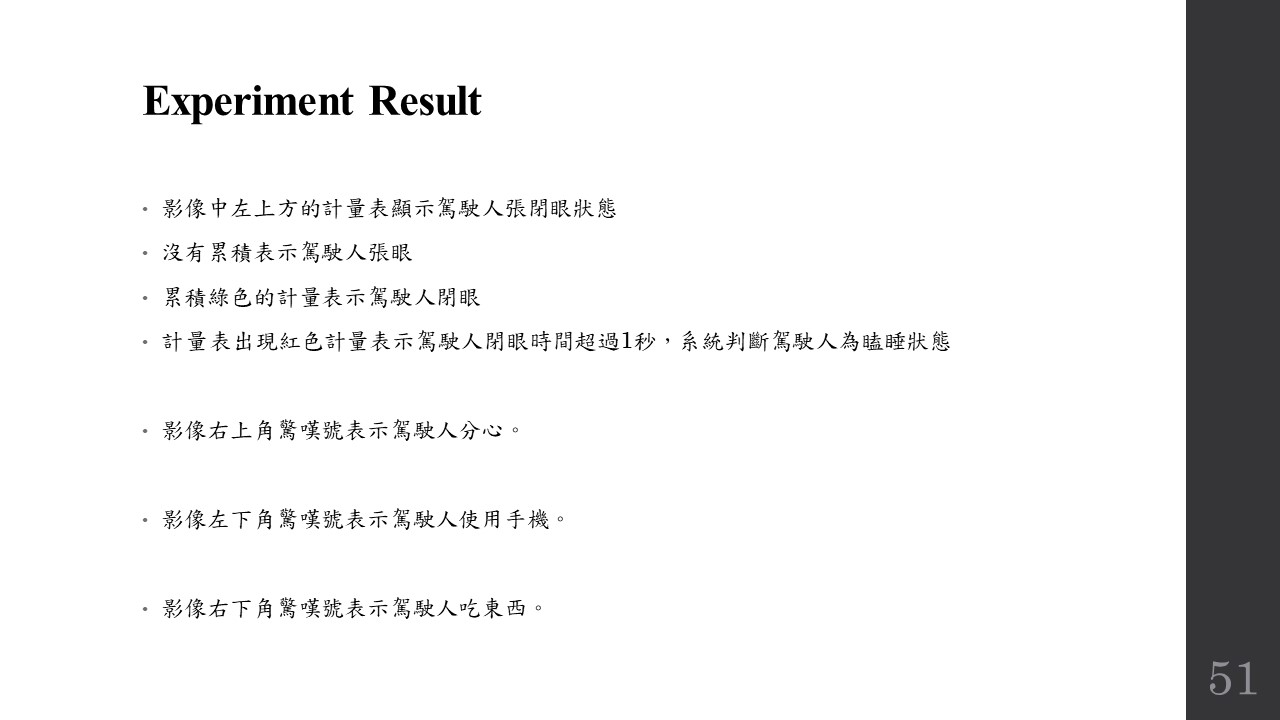 Experiment Result
• 影像中左上方的計量表顯示駕駛人張閉眼狀態
• 沒有累積表示駕駛人張眼
• 累積綠色的計量表示駕駛人閉眼
• 計量表出現紅色計量表示駕駛人閉眼時間超過1秒，系統判斷駕駛人為瞌睡狀態
• 影像右上角驚嘆號表示駕駛人分心。
• 影像左下角驚嘆號表示駕駛人使用手機。
• 影像右下角驚嘆號表示駕駛人吃東西。
51